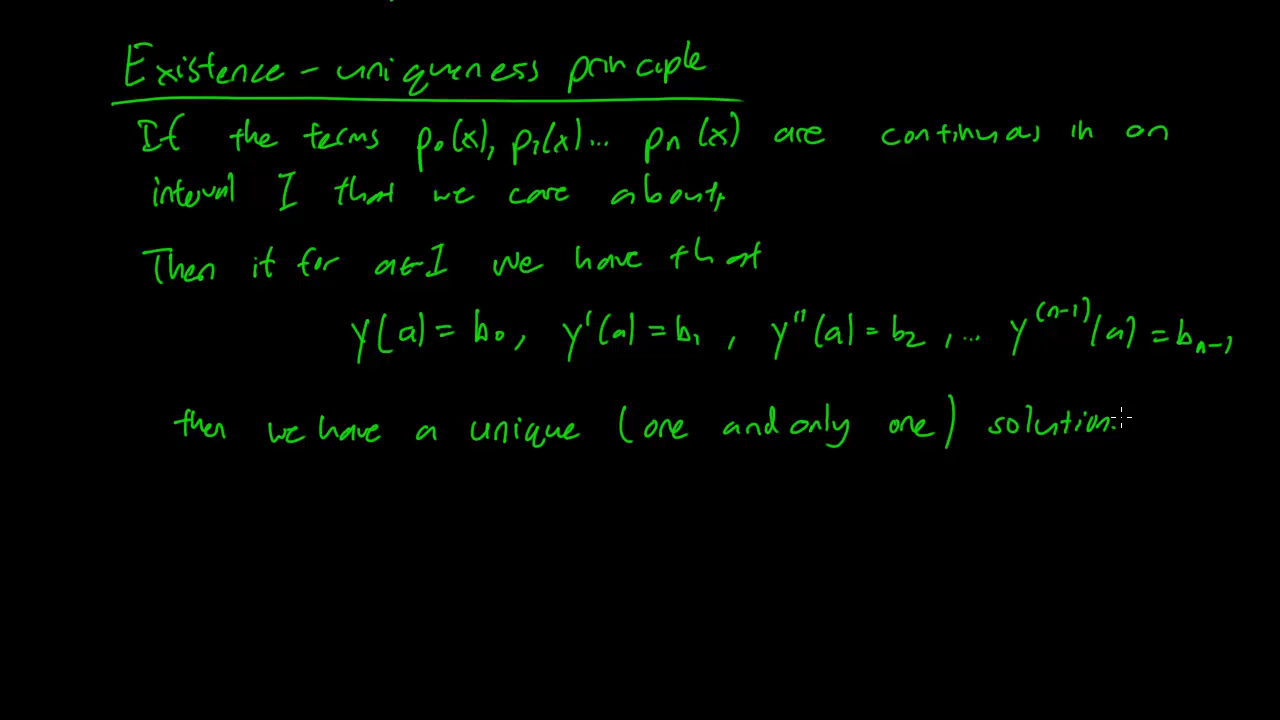 Existence - uniqueness principle
If the terms p₀(x), p₁(x)... pₙ(x) are continuous in an
interval I that we care about,
Then if for a∈I we have that
y(a) = b₀, y'(a) = b₁, y''(a) = b₂, ... y⁽ⁿ⁻¹⁾(a) = bₙ₋₁
then we have a unique (one and only one) solution.